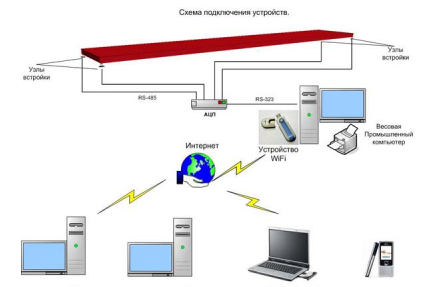 Схема подключения устройств.
Узлы
встройки
Узлы
встройки
RS-485
RS-323
АЦП
Весовая
Промышленный
компьютер
Интернет
Устройство
WiFi